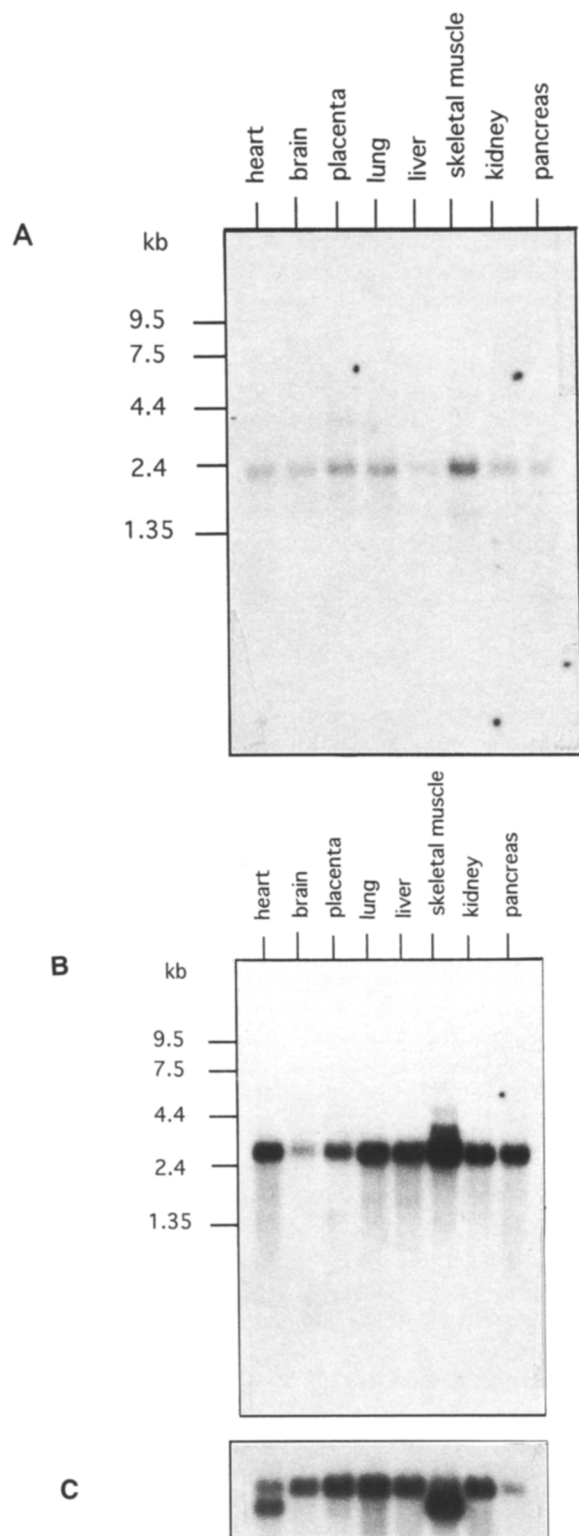 heart
brain
placenta
lung
liver
skeletal muscle
kidney
pancreas
A
kb
9.5
7.5
4.4
2.4
1.35
heart
brain
placenta
lung
liver
skeletal muscle
kidney
pancreas
B
kb
9.5
7.5
4.4
2.4
1.35
C